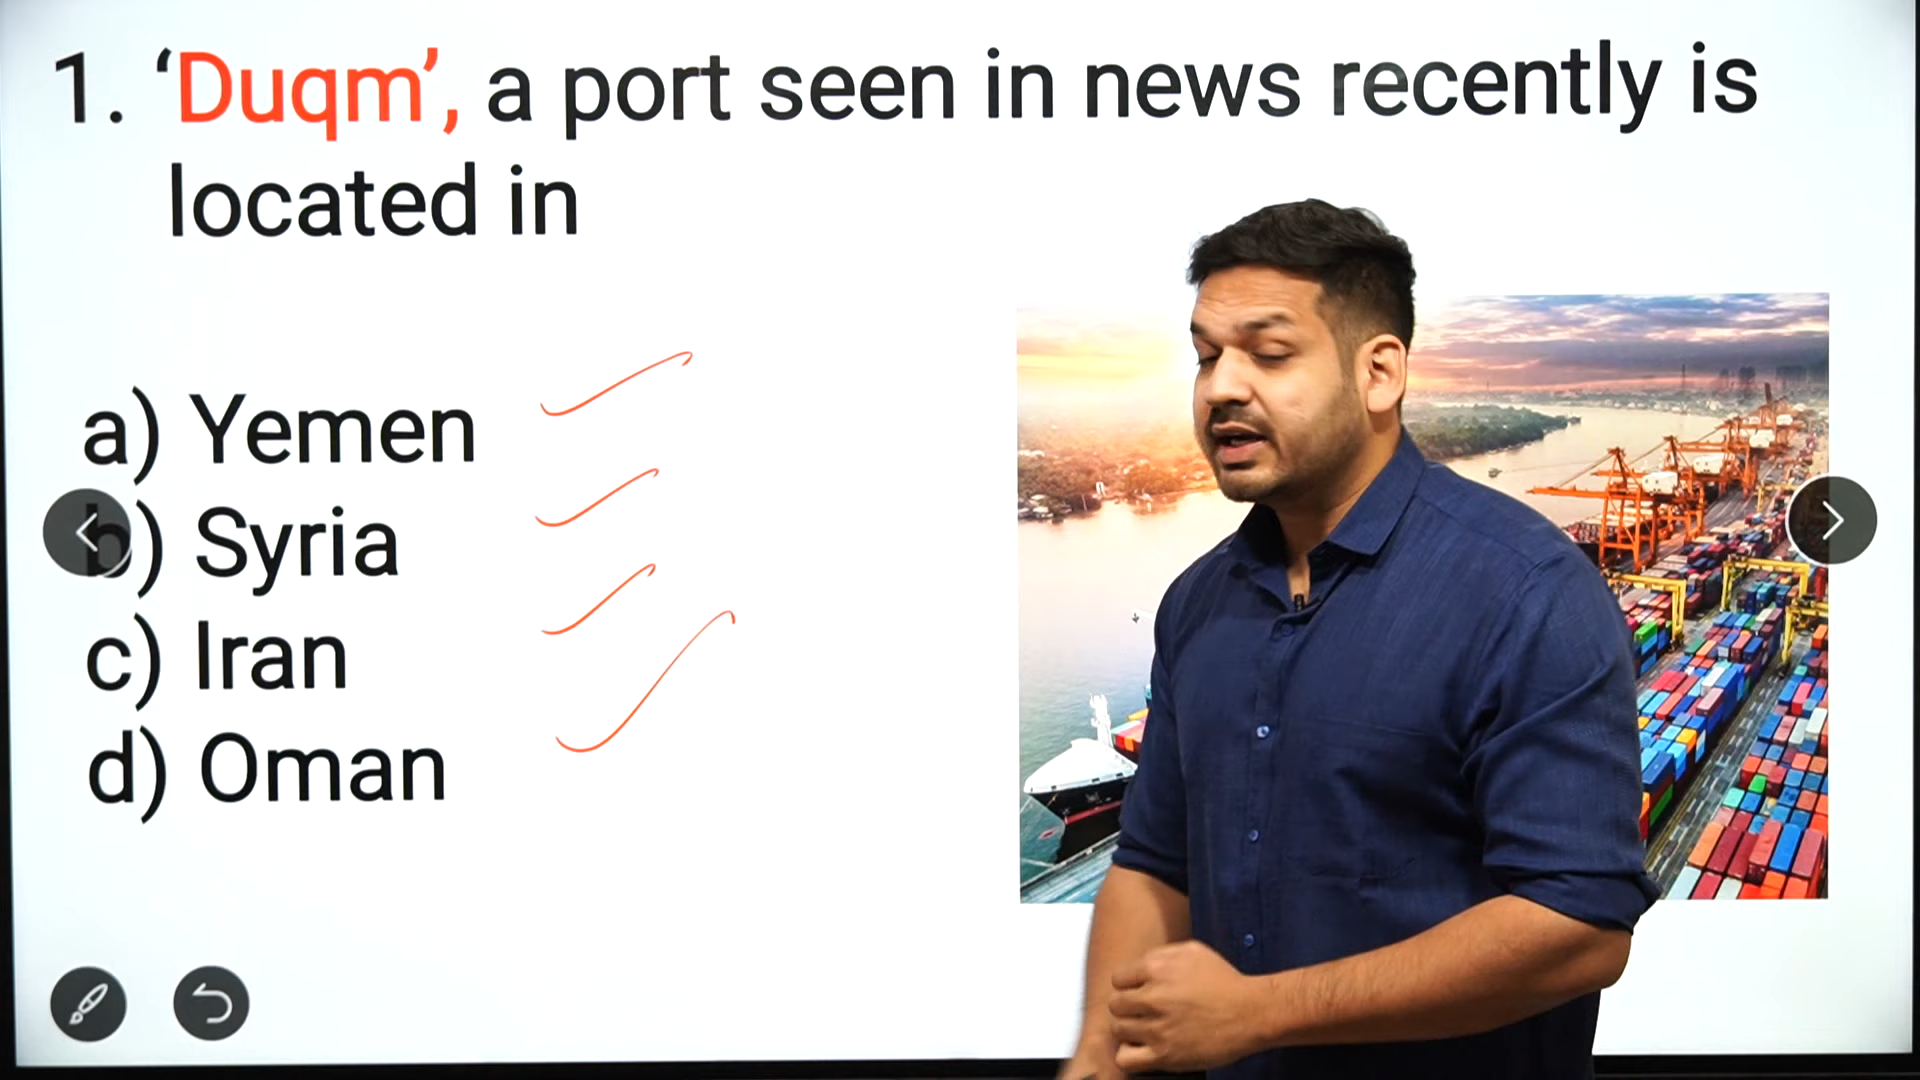 1. ‘Duqm’, a port seen in news recently is
located in
a) Yemen
b) Syria
c) Iran
d) Oman